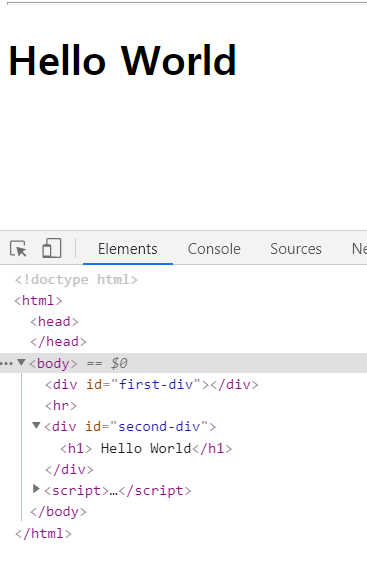 Hello World
Elements Console Sources Ne
<!doctype html>
<html>
<head>
</head>
… <body> == $0
<div id="first-div"></div>
<hr>
<div id="second-div">
<h1> Hello World</h1>
</div>
<script>…</script>
</body>
</html>